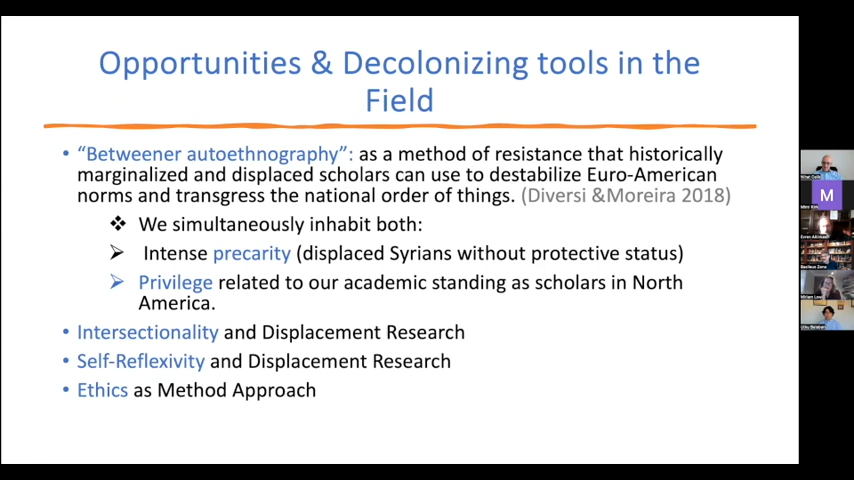 Opportunities & Decolonizing tools in the
Field
• “Betweener autoethnography”: as a method of resistance that historically
marginalized and displaced scholars can use to destabilize Euro-American
norms and transgress the national order of things. (Diversi &Moreira 2018)
❖ We simultaneously inhabit both:
➢ Intense precarity (displaced Syrians without protective status)
➢ Privilege related to our academic standing as scholars in North
America.
• Intersectionality and Displacement Research
• Self-Reflexivity and Displacement Research
• Ethics as Method Approach
M